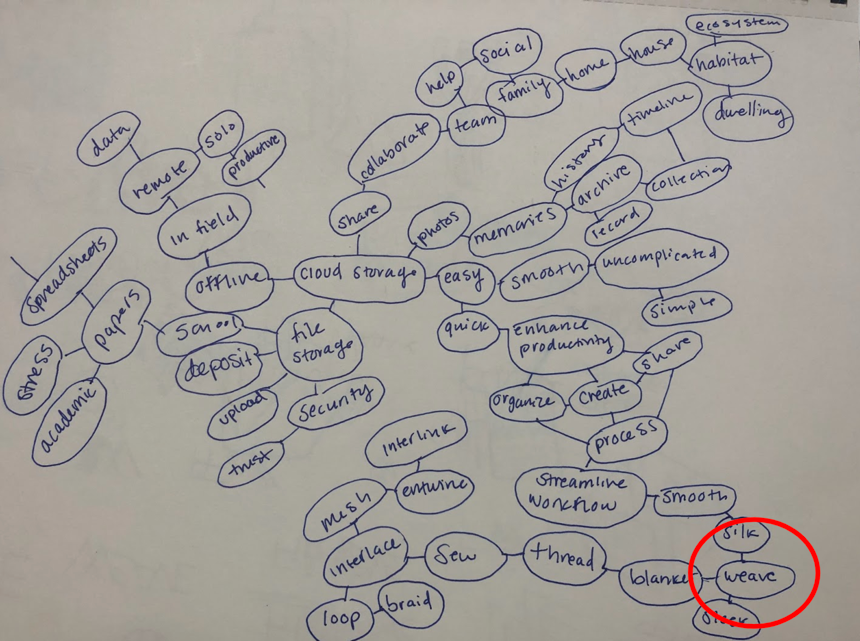 ecosystem
social
house
habitat
help
home
family
dwelling
team
timeline
collaborate
data
solo
productive
remote
history
archive
collection
share
photos
memories
record
in field
offline
cloud storage
easy
smooth
uncomplicated
simple
spreadsheets
papers
school
file
storage
quick
Enhance
productivity
share
stress
deposit
academic
upload
security
trust
organize
create
process
interlink
entwine
mesh
streamline
workflow
smooth
silk
interlace
sew
thread
blanket
weave
loop
braid